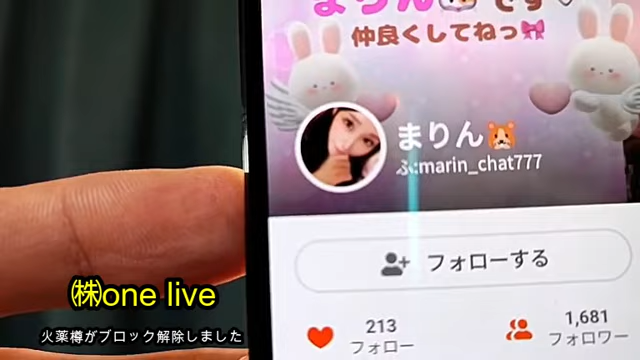 まりん🐹です♡
仲良くしてねっ🎀
まりん🐹
ふ:marin_chat777
フォローする
213
フォロー
1,681
フォロワー
㈱one live
火薬樽がブロック解除しました